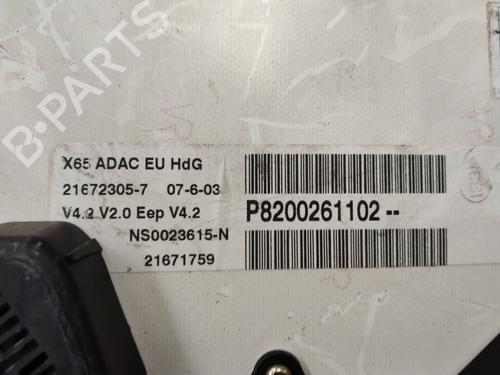 B-PARTS
X65 ADAC EU HdG
21672305-7 07-6-03
V4.2 V2.0 Eep V4.2
P8200261102--
NS0023615-N
21671759